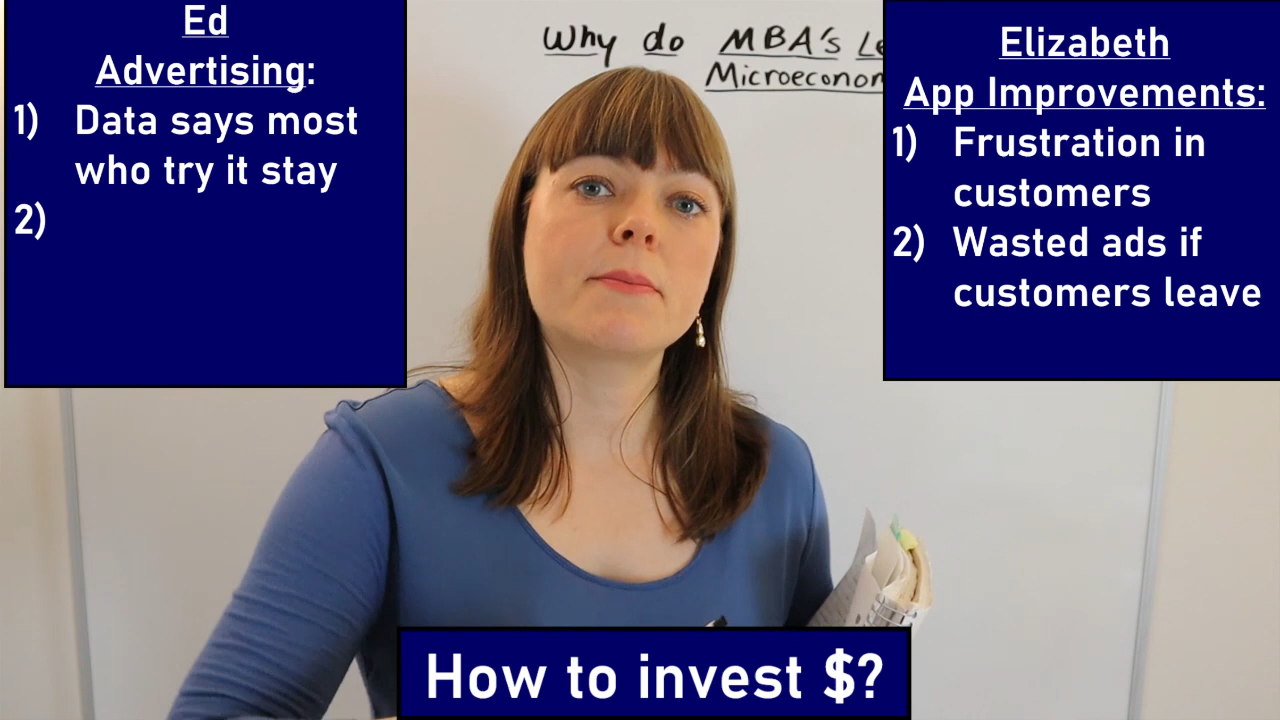 Ed
Advertising:
1) Data says most
who try it stay
2)
Why do MBA's Le
Microeconom
Elizabeth
App Improvements:
1) Frustration in
customers
2) Wasted ads if
customers leave
How to invest $?